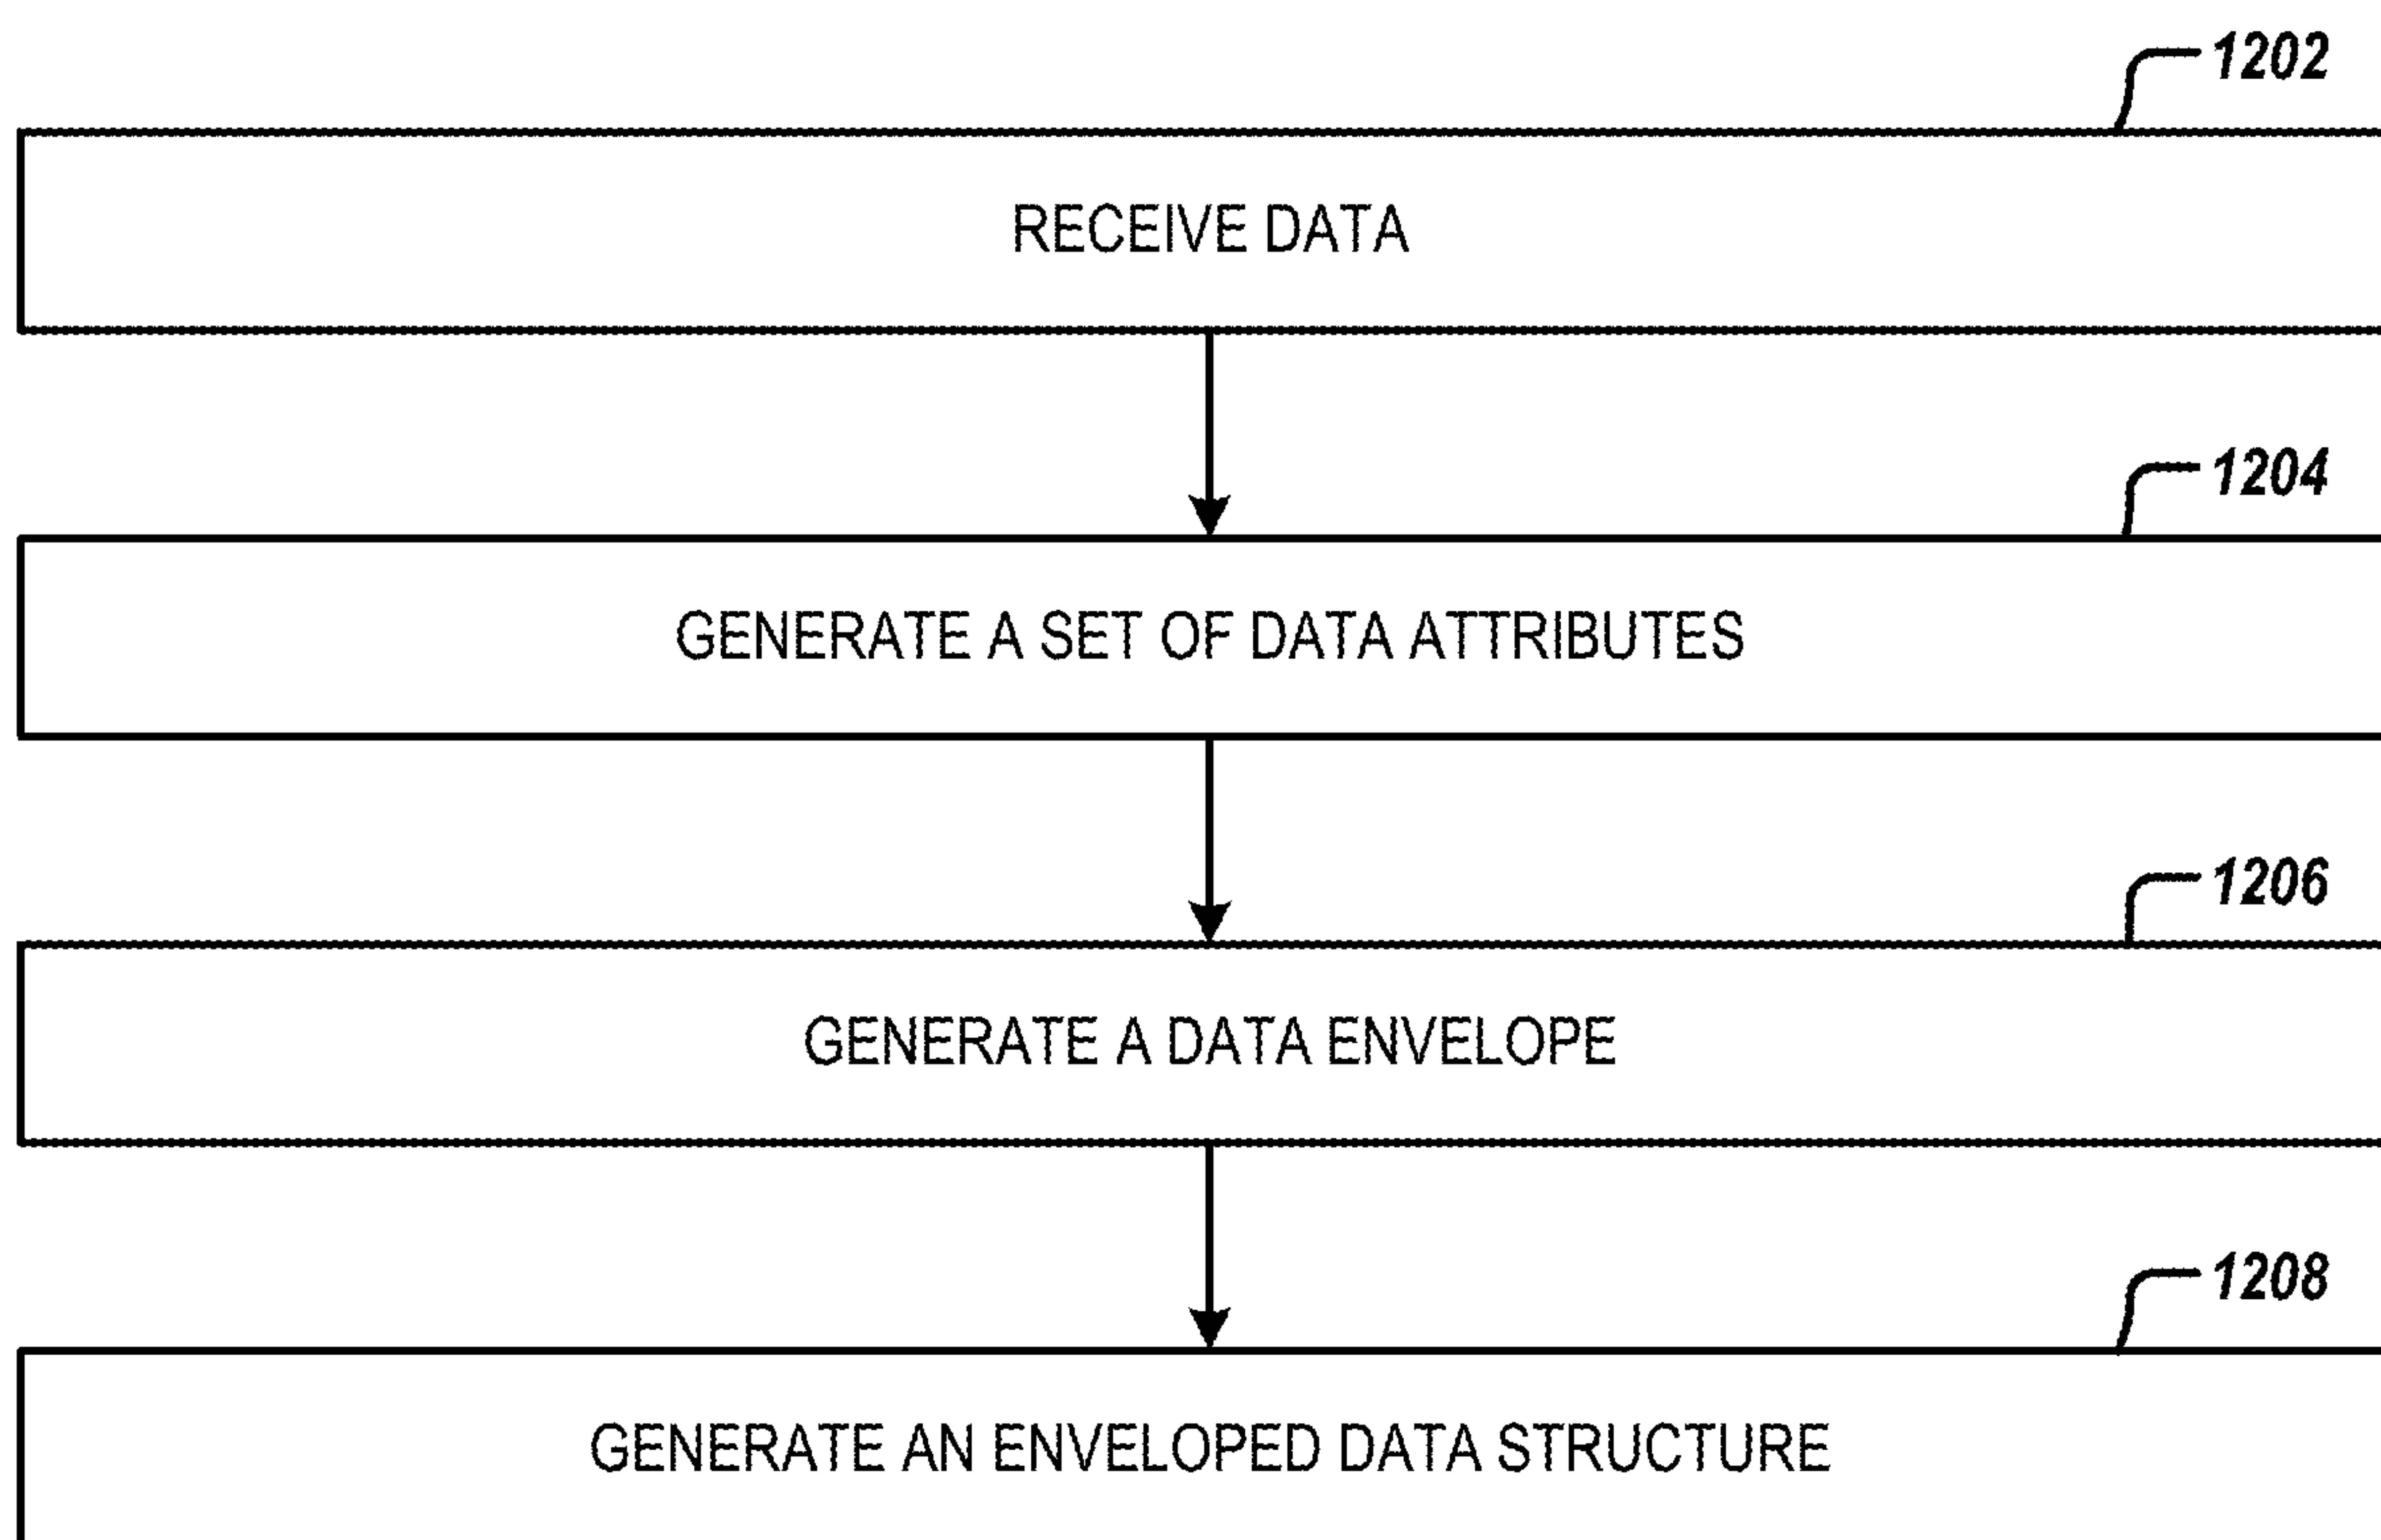 1202
RECEIVE DATA
1204
GENERATE A SET OF DATA ATTRIBUTES
1206
GENERATE A DATA ENVELOPE
1208
GENERATE AN ENVELOPED DATA STRUCTURE